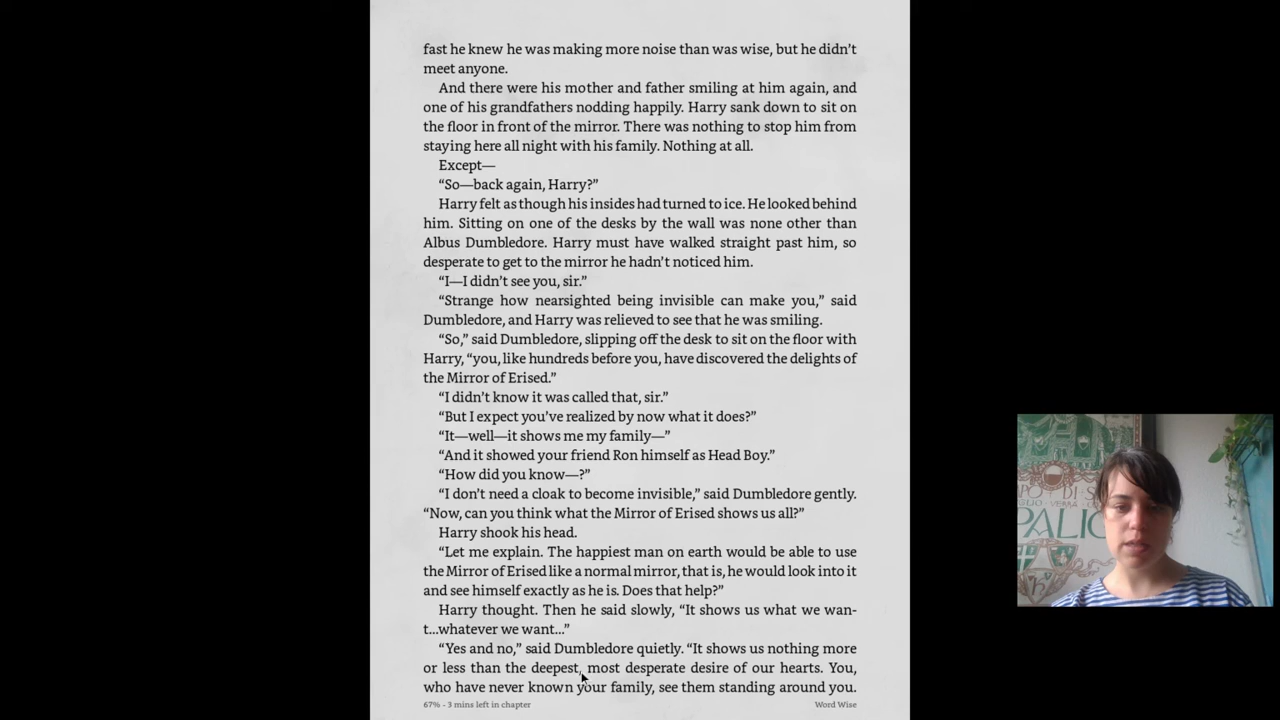 fast he knew he was making more noise than was wise, but he didn’t
meet anyone.
And there were his mother and father smiling at him again, and
one of his grandfathers nodding happily. Harry sank down to sit on
the floor in front of the mirror. There was nothing to stop him from
staying here all night with his family. Nothing at all.
Except—
“So—back again, Harry?”
Harry felt as though his insides had turned to ice. He looked behind
him. Sitting on one of the desks by the wall was none other than
Albus Dumbledore. Harry must have walked straight past him, so
desperate to get to the mirror he hadn’t noticed him.
“I—I didn’t see you, sir.”
“Strange how nearsighted being invisible can make you,” said
Dumbledore, and Harry was relieved to see that he was smiling.
“So,” said Dumbledore, slipping off the desk to sit on the floor with
Harry, “you, like hundreds before you, have discovered the delights of
the Mirror of Erised.”
“I didn’t know it was called that, sir.”
“But I expect you’ve realized by now what it does?”
“It—well—it shows me my family—”
“And it showed your friend Ron himself as Head Boy.”
“How did you know—?”
“I don’t need a cloak to become invisible,” said Dumbledore gently.
“Now, can you think what the Mirror of Erised shows us all?”
Harry shook his head.
“Let me explain. The happiest man on earth would be able to use
the Mirror of Erised like a normal mirror, that is, he would look into it
and see himself exactly as he is. Does that help?”
Harry thought. Then he said slowly, “It shows us what we wan-
t...whatever we want...”
“Yes and no,” said Dumbledore quietly. “It shows us nothing more
or less than the deepest, most desperate desire of our hearts. You,
who have never known your family, see them standing around you.
67% - 3 mins left in chapter
Word Wise
PALIO